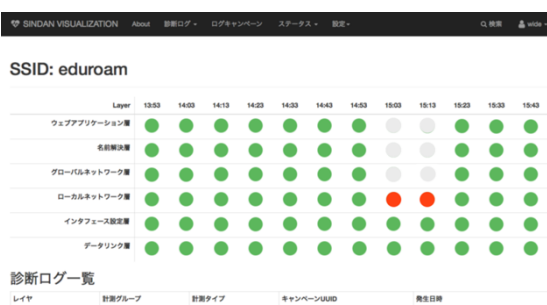 SINDAN VISUALIZATION About 診断ログ ログキャンペーン ステータス 設定 検索 wide
SSID: eduroam
Layer 13:53 14:03 14:13 14:23 14:33 14:43 14:53 15:03 15:13 15:23 15:33 15:43
ウェブアプリケーション層
名前解決層
グローバルネットワーク層
ローカルネットワーク層
インタフェース設定層
データリンク層
診断ログ一覧
レイヤ 計測グループ 計測タイプ キャンペーンUUID 発生日時